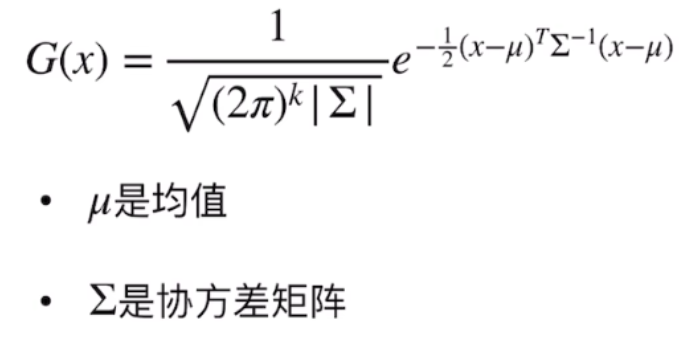 G(x) = \frac{1}{\sqrt{(2\pi)^k|\Sigma|}} e^{-\frac{1}{2}(x-\mu)^T\Sigma^{-1}(x-\mu)}
• μ是均值
• Σ是协方差矩阵